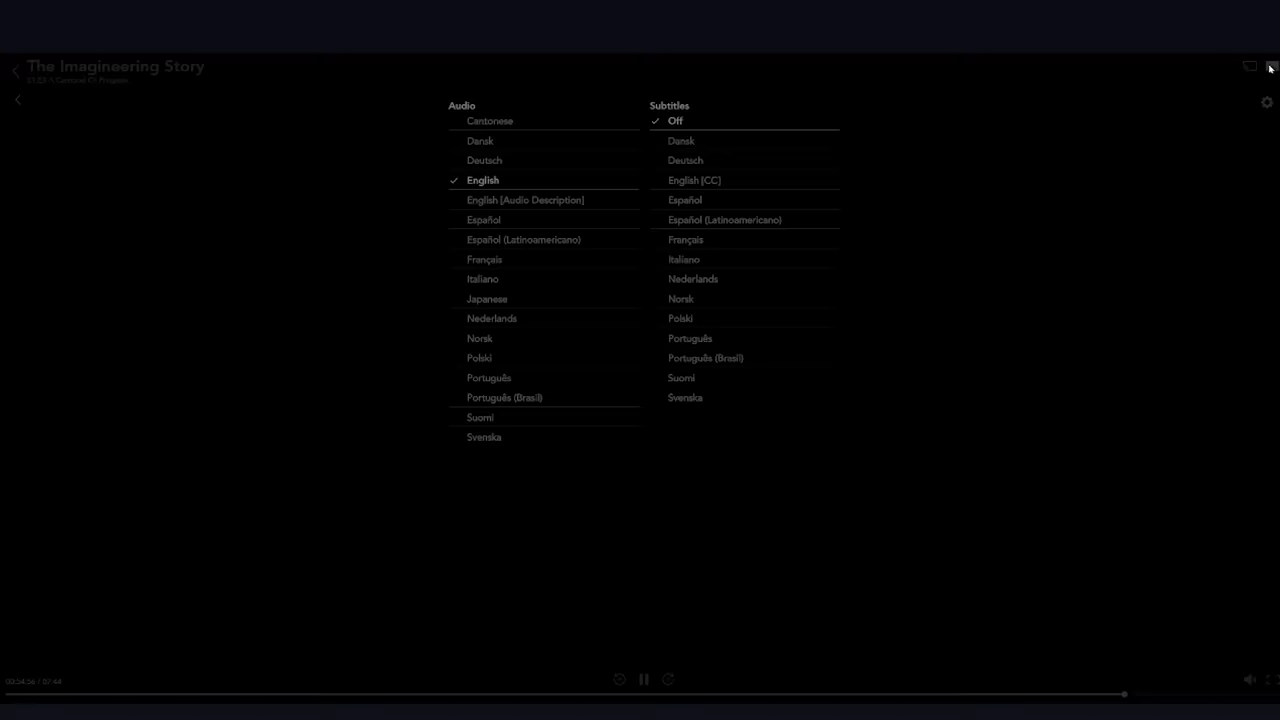 The Imagineering Story
Audio
Cantonese
Dansk
Deutsch
English
English [Audio Description]
Español
Español (Latinoamericano)
Français
Italiano
Japanese
Nederlands
Norsk
Polski
Português
Português (Brasil)
Suomi
Svenska
Subtitles
Off
Dansk
Deutsch
English [CC]
Español
Español (Latinoamericano)
Français
Italiano
Nederlands
Norsk
Polski
Português
Português (Brasil)
Suomi
Svenska